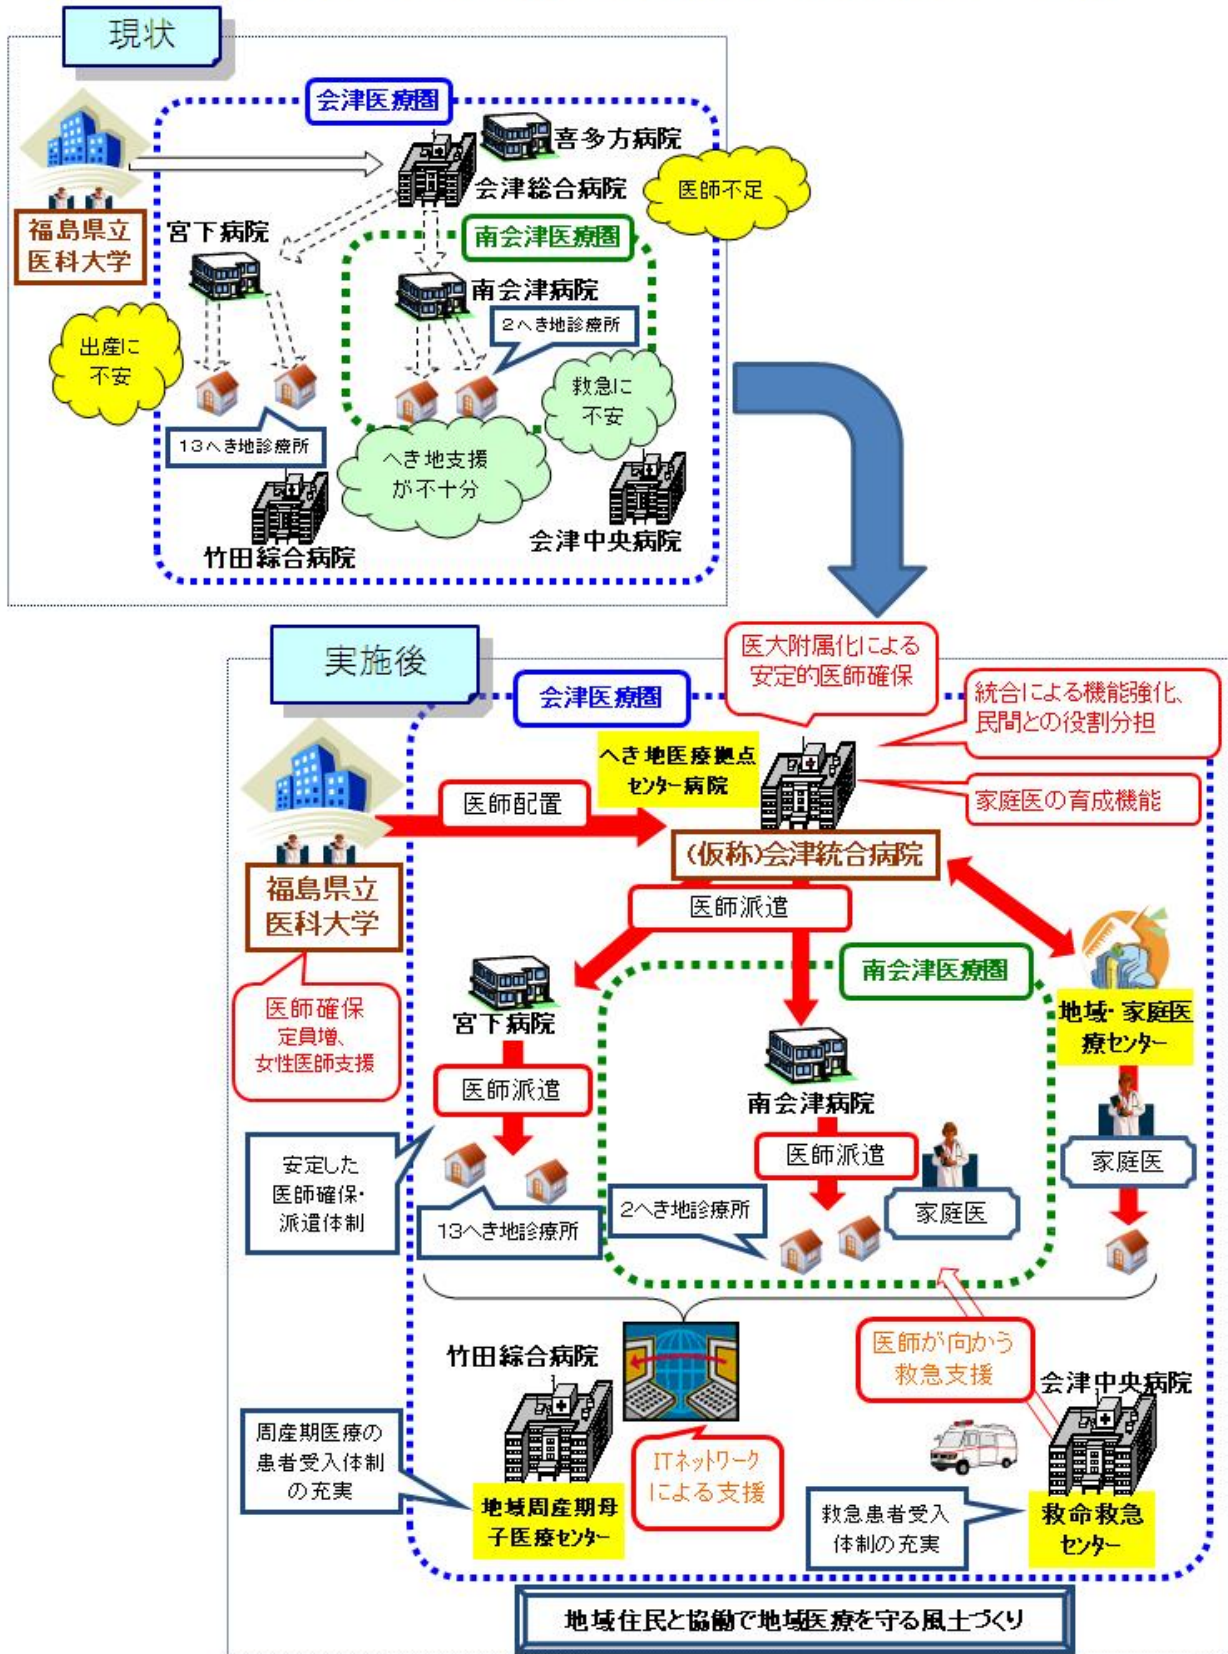 現状
会津医療圏
喜多方病院
会津総合病院
医師不足
福島県立
医科大学
宮下病院
南会津医療圏
南会津病院
2へき地診療所
出産に
不安
救急に
不安
13へき地診療所
へき地支援
が不十分
竹田綜合病院
会津中央病院
実施後
医大附属化による
安定的医師確保
会津医療圏
統合による機能強化、
民間との役割分担
へき地医療拠点
センター病院
医師配置
家庭医の育成機能
(仮称)会津統合病院
福島県立
医科大学
医師派遣
南会津医療圏
医師確保
定員増、
女性医師支援
宮下病院
地域・家庭医
療センター
医師派遣
南会津病院
医師派遣
家庭医
家庭医
安定した
医師確保・
派遣体制
13へき地診療所
2へき地診療所
医師が向かう
救急支援
竹田綜合病院
会津中央病院
周産期医療の
患者受入体制
の充実
ITネットワーク
による支援
地域周産期母
子医療センター
救急患者受入
体制の充実
救命救急
センター
地域住民と協働で地域医療を守る風土づくり